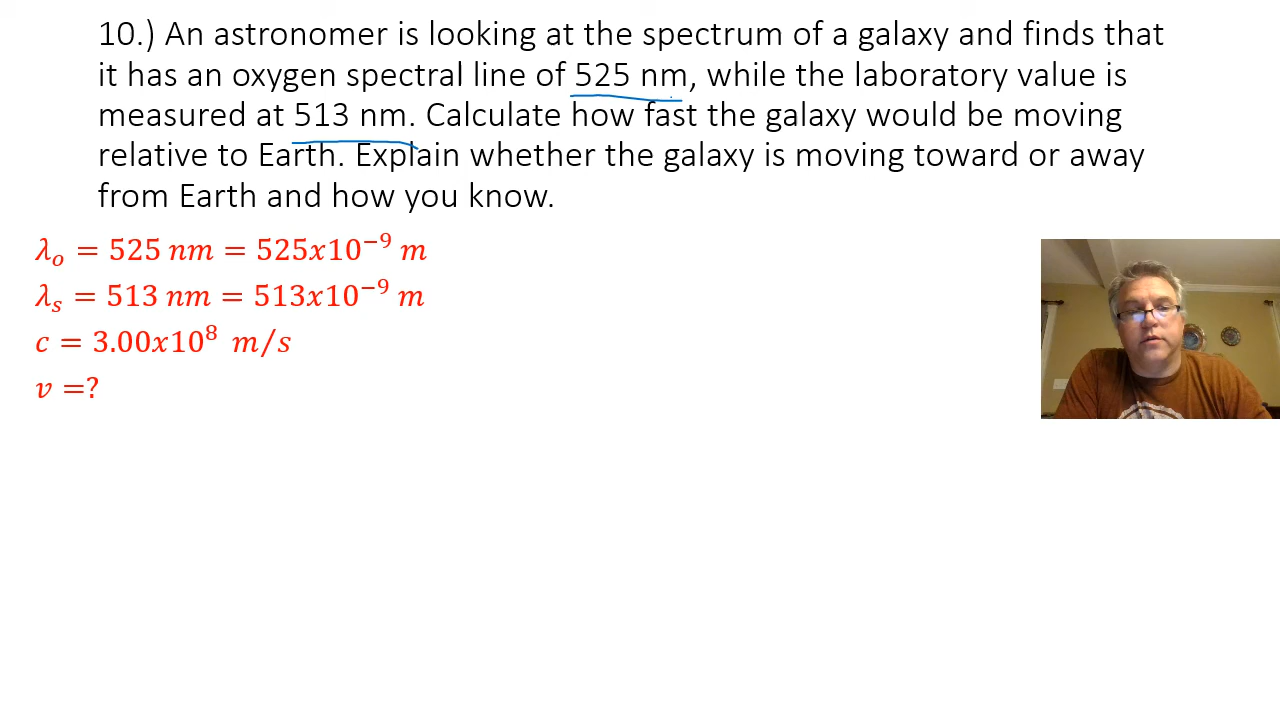 10.) An astronomer is looking at the spectrum of a galaxy and finds that
it has an oxygen spectral line of 525 nm, while the laboratory value is
measured at 513 nm. Calculate how fast the galaxy would be moving
relative to Earth. Explain whether the galaxy is moving toward or away
from Earth and how you know.
λₒ = 525 nm = 525x10⁻⁹ m
λₛ = 513 nm = 513x10⁻⁹ m
c = 3.00x10⁸ m/s
v =?